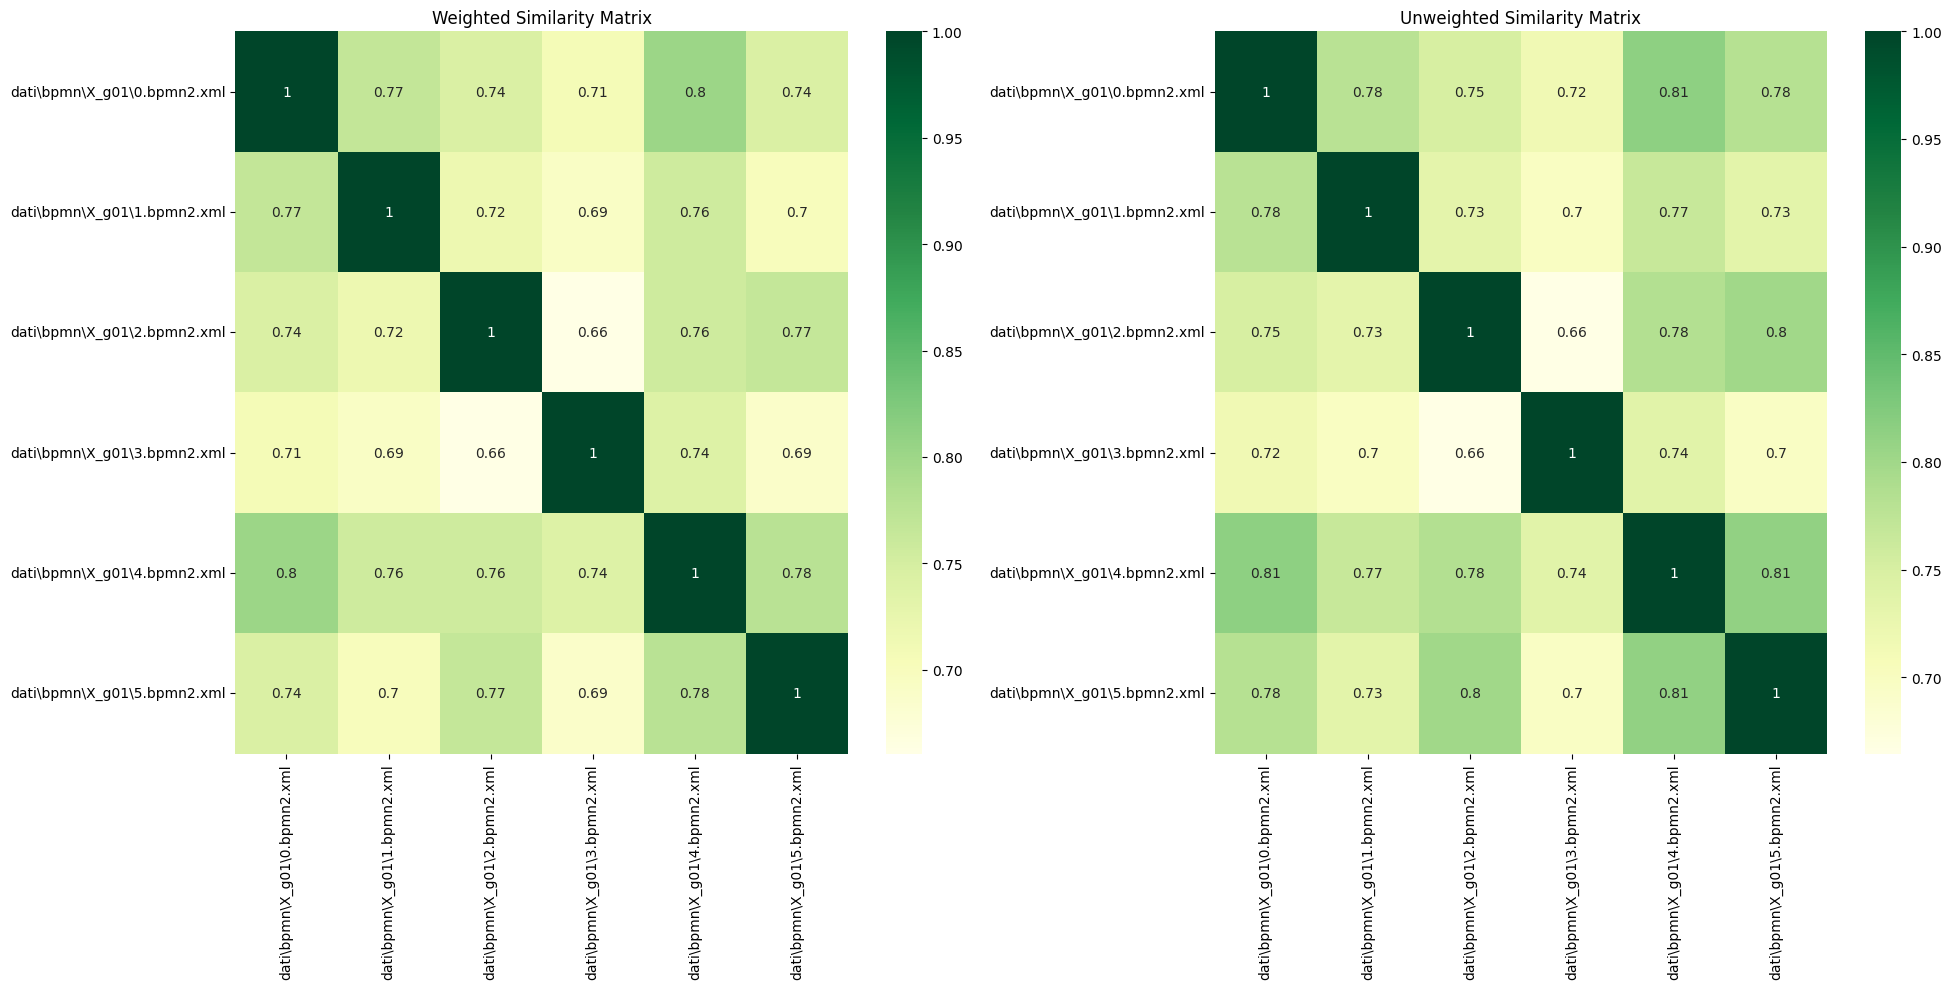 Weighted Similarity Matrix
dati\bpmn\X_g01\0.bpmn2.xml 1 0.77 0.74 0.71 0.8 0.74
dati\bpmn\X_g01\1.bpmn2.xml 0.77 1 0.72 0.69 0.76 0.7
dati\bpmn\X_g01\2.bpmn2.xml 0.74 0.72 1 0.66 0.76 0.77
dati\bpmn\X_g01\3.bpmn2.xml 0.71 0.69 0.66 1 0.74 0.69
dati\bpmn\X_g01\4.bpmn2.xml 0.8 0.76 0.76 0.74 1 0.78
dati\bpmn\X_g01\5.bpmn2.xml 0.74 0.7 0.77 0.69 0.78 1
dati\bpmn\X_g01\0.bpmn2.xml
dati\bpmn\X_g01\1.bpmn2.xml
dati\bpmn\X_g01\2.bpmn2.xml
dati\bpmn\X_g01\3.bpmn2.xml
dati\bpmn\X_g01\4.bpmn2.xml
dati\bpmn\X_g01\5.bpmn2.xml
1.00
0.95
0.90
0.85
0.80
0.75
0.70
Unweighted Similarity Matrix
dati\bpmn\X_g01\0.bpmn2.xml 1 0.78 0.75 0.72 0.81 0.78
dati\bpmn\X_g01\1.bpmn2.xml 0.78 1 0.73 0.7 0.77 0.73
dati\bpmn\X_g01\2.bpmn2.xml 0.75 0.73 1 0.66 0.78 0.8
dati\bpmn\X_g01\3.bpmn2.xml 0.72 0.7 0.66 1 0.74 0.7
dati\bpmn\X_g01\4.bpmn2.xml 0.81 0.77 0.78 0.74 1 0.81
dati\bpmn\X_g01\5.bpmn2.xml 0.78 0.73 0.8 0.7 0.81 1
dati\bpmn\X_g01\0.bpmn2.xml
dati\bpmn\X_g01\1.bpmn2.xml
dati\bpmn\X_g01\2.bpmn2.xml
dati\bpmn\X_g01\3.bpmn2.xml
dati\bpmn\X_g01\4.bpmn2.xml
dati\bpmn\X_g01\5.bpmn2.xml
1.00
0.95
0.90
0.85
0.80
0.75
0.70